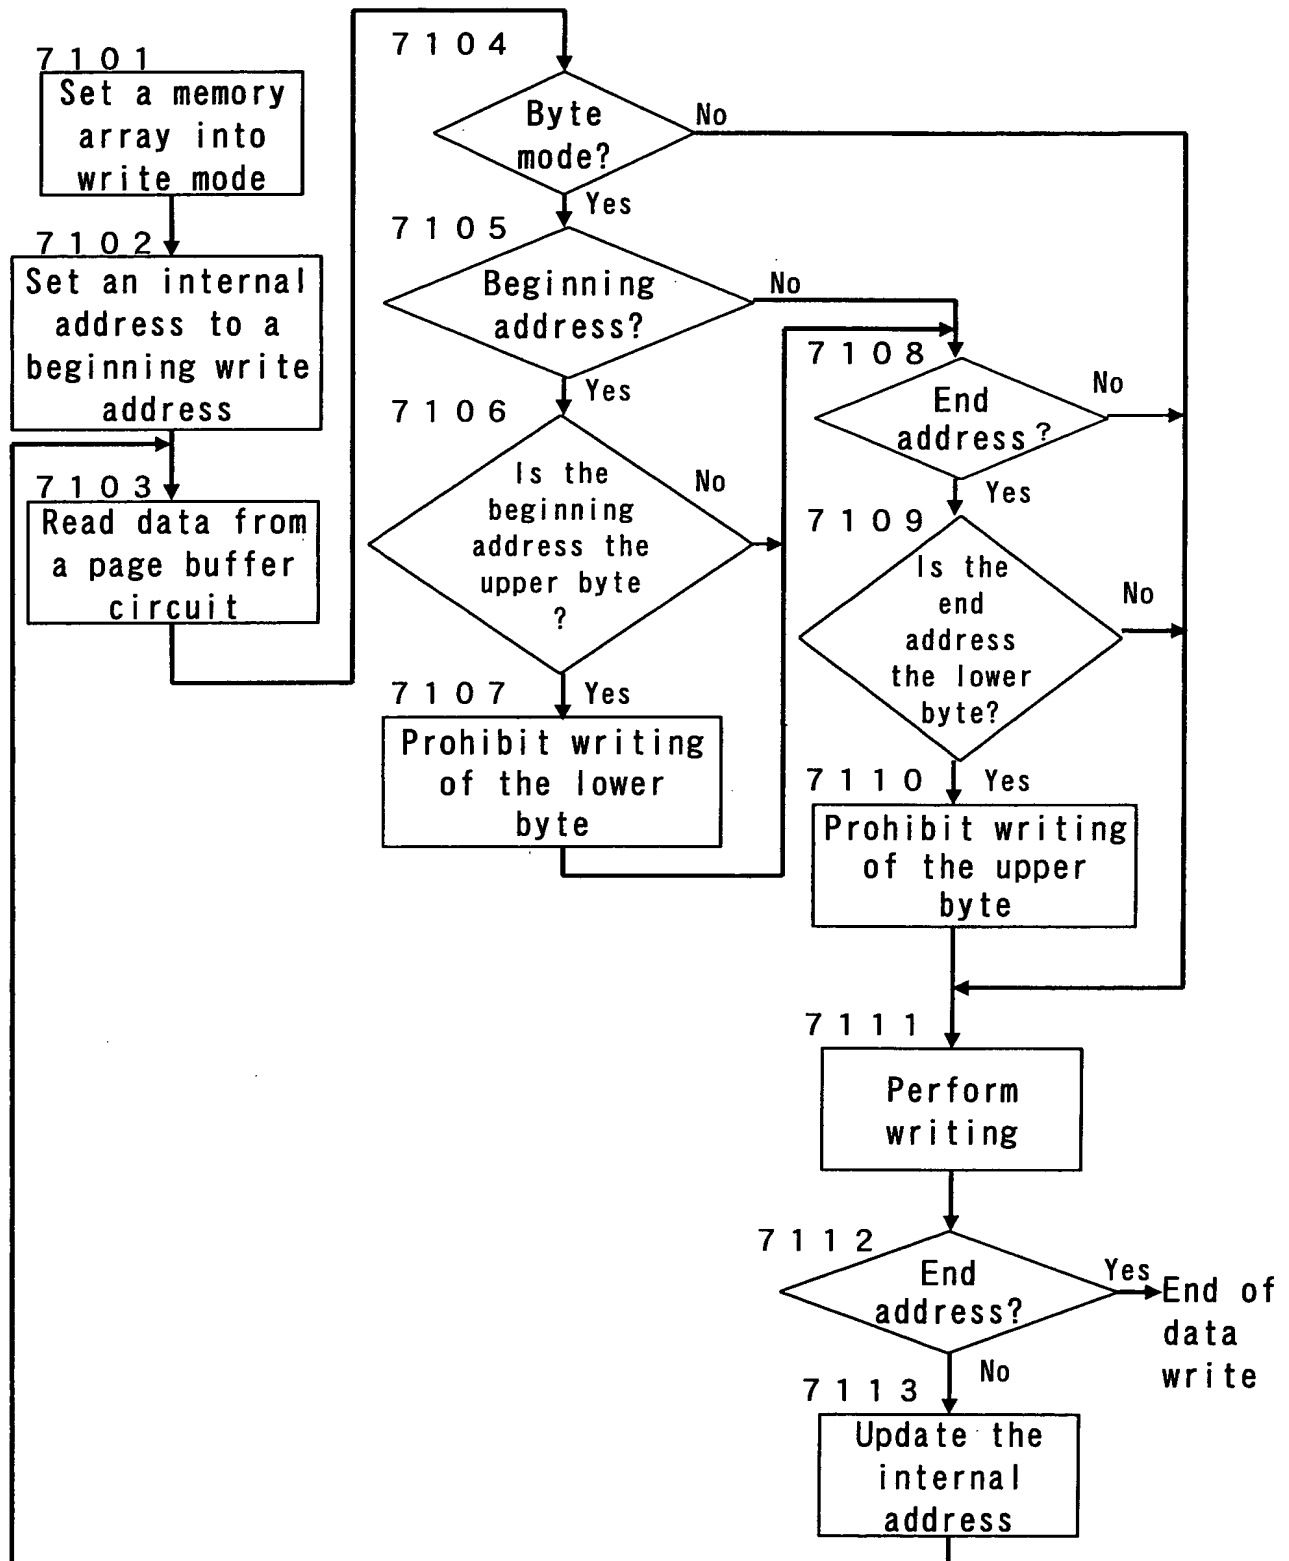 7101
Set a memory
array into
write mode
7102
Set an internal
address to a
beginning write
address
7103
Read data from
a page buffer
circuit
7104
Byte
mode?
No
Yes
7105
Beginning
address?
No
Yes
7106
Is the
beginning
address the
upper byte
?
No
Yes
7107
Prohibit writing
of the lower
byte
7108
End
address?
No
Yes
7109
Is the
end
address
the lower
byte?
No
Yes
7110
Prohibit writing
of the upper
byte
7111
Perform
writing
7112
End
address?
Yes
End of
data
write
No
7113
Update the
internal
address